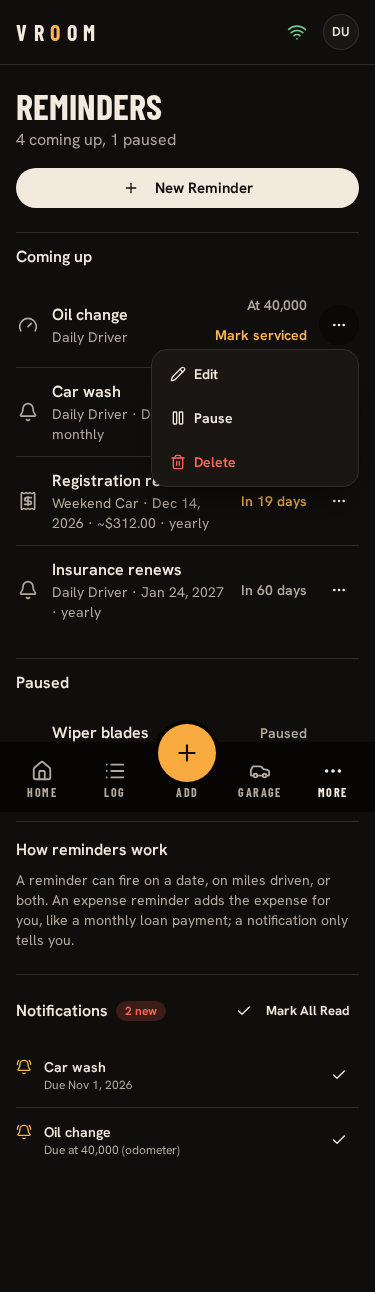 VROOM
DU
REMINDERS
4 coming up, 1 paused
New Reminder
Coming up
Oil change
Daily Driver
At 40,000
Mark serviced
Edit
Pause
Delete
Car wash
Daily Driver ·
monthly
Registration
Weekend Car · Dec 14,
2026 · ~$312.00 · yearly
In 19 days
Insurance renews
Daily Driver · Jan 24, 2027
· yearly
In 60 days
Paused
Wiper blades
Paused
HOME
LOG
ADD
GARAGE
MORE
How reminders work
A reminder can fire on a date, on miles driven, or
both. An expense reminder adds the expense for
you, like a monthly loan payment; a notification only
tells you.
Notifications
2 new
Mark All Read
Car wash
Due Nov 1, 2026
Oil change
Due at 40,000 (odometer)